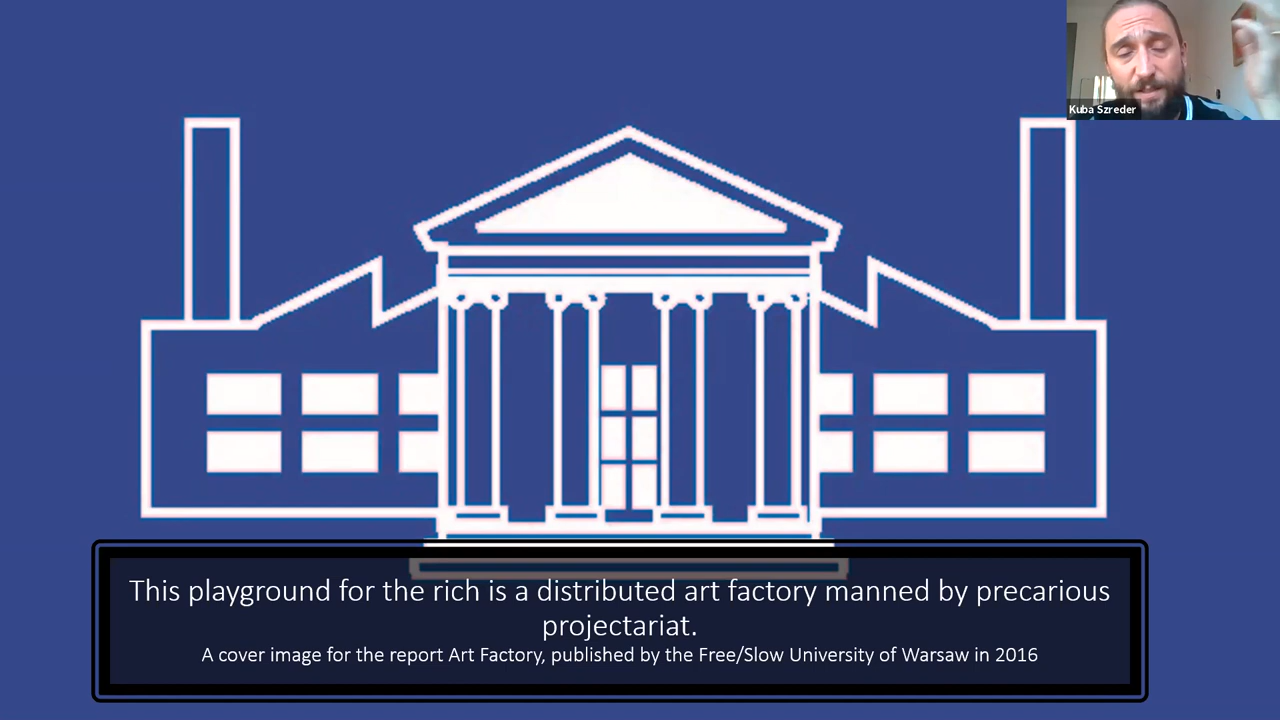 Kuba Szreder
This playground for the rich is a distributed art factory manned by precarious
projectariat.
A cover image for the report Art Factory, published by the Free/Slow University of Warsaw in 2016